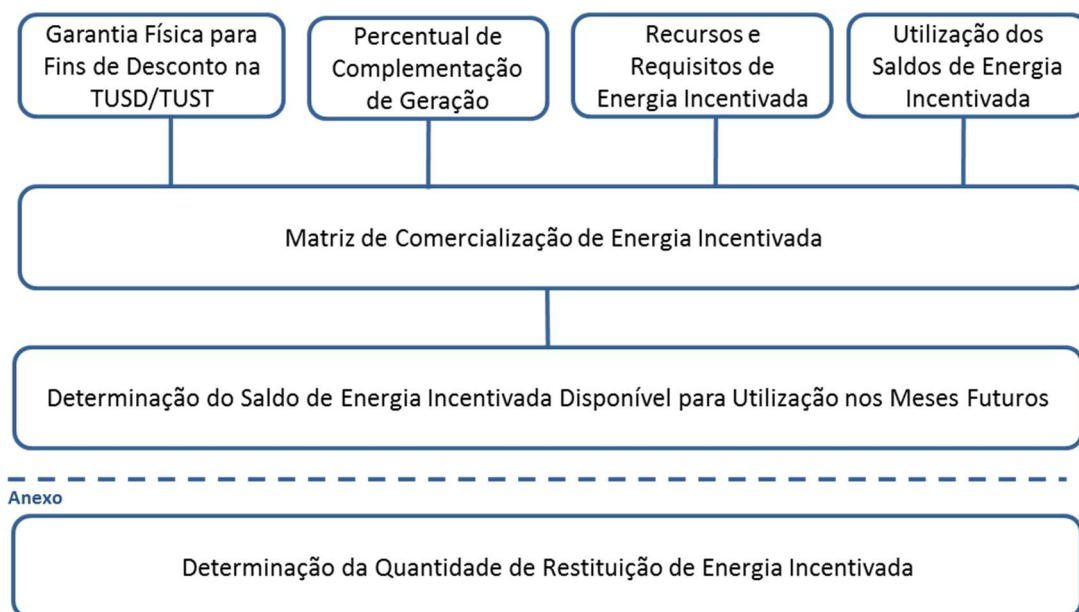 Garantia Física para
Fins de Desconto na
TUSD/TUST
Percentual de
Complementação
de Geração
Recursos e
Requisitos de
Energia Incentivada
Utilização dos
Saldos de Energia
Incentivada
Matriz de Comercialização de Energia Incentivada
Determinação do Saldo de Energia Incentivada Disponível para Utilização nos Meses Futuros
Anexo
Determinação da Quantidade de Restituição de Energia Incentivada